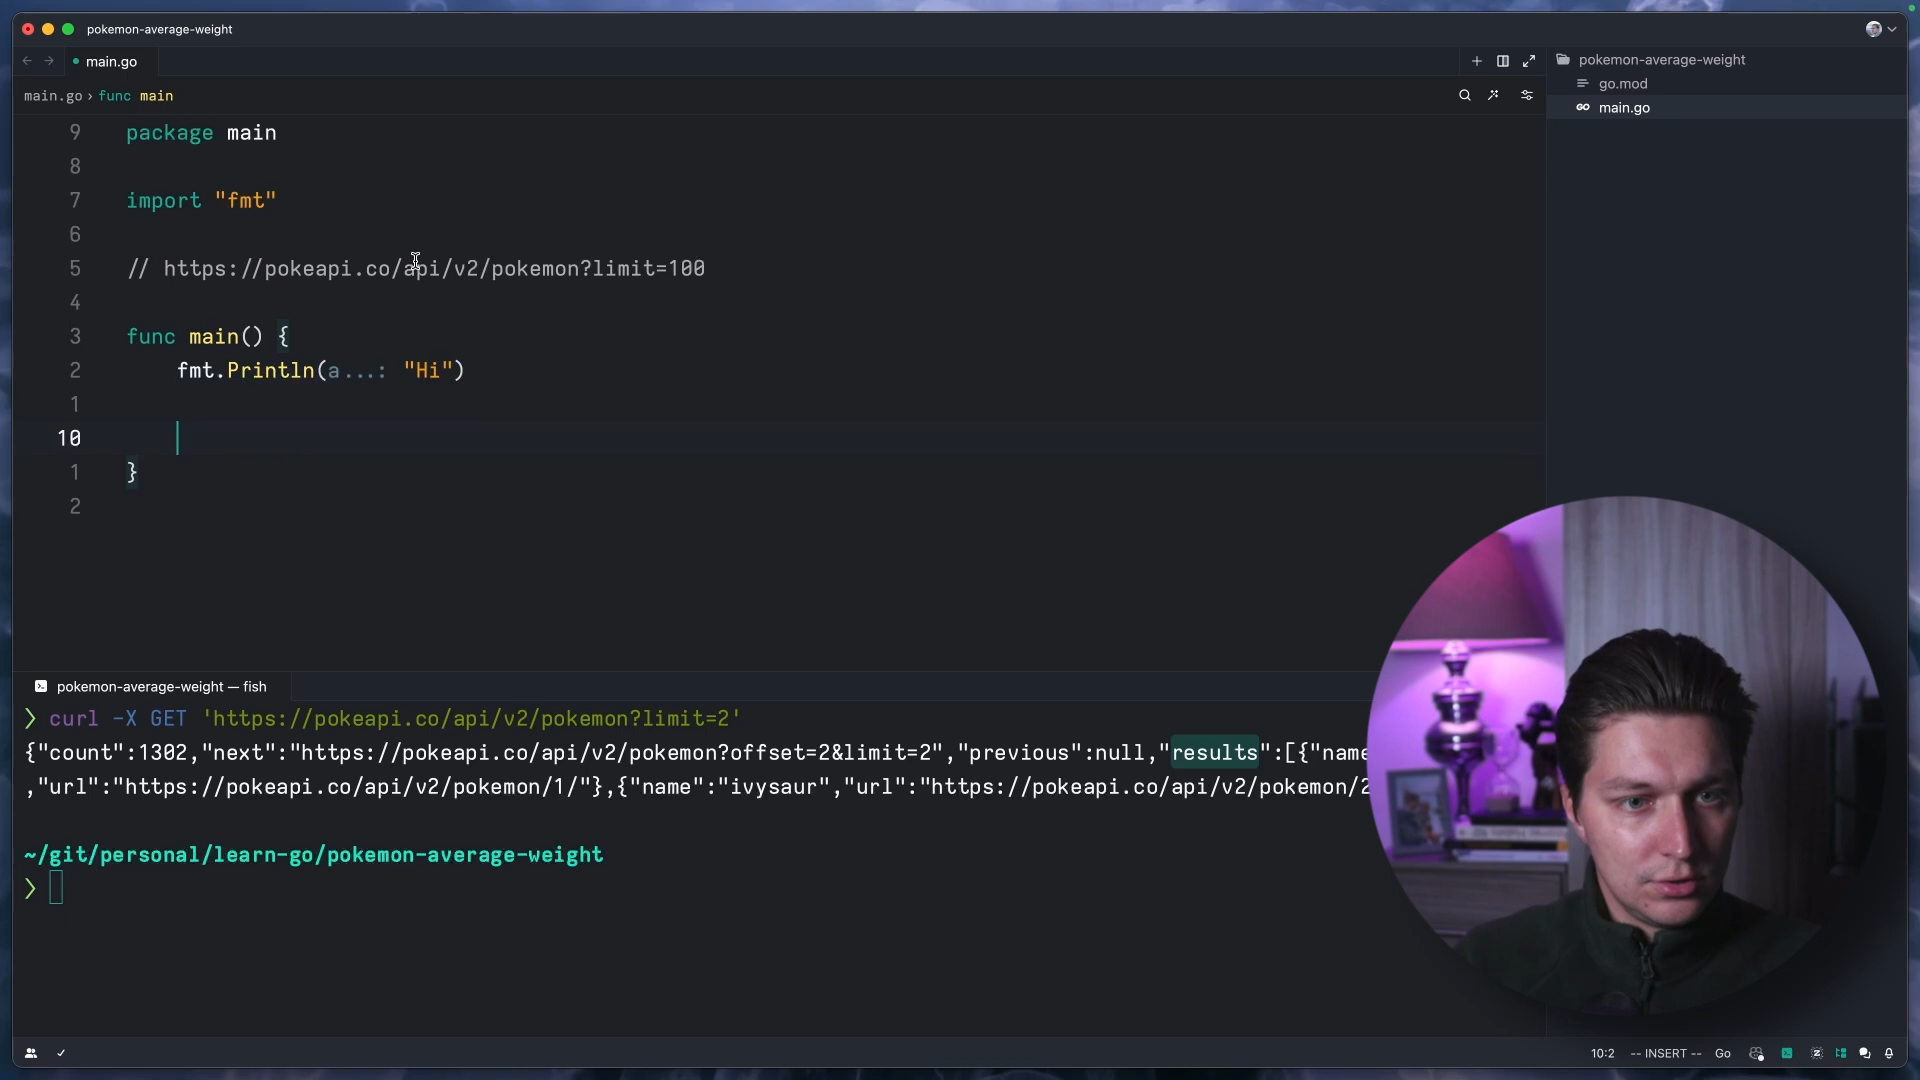 pokemon-average-weight
main.go
pokemon-average-weight
go.mod
main.go
main.go › func main
9 package main
8
7 import "fmt"
6
5 // https://pokeapi.co/api/v2/pokemon?limit=100
4
3 func main() {
2 fmt.Println(a...: "Hi")
1
10
1 }
2
pokemon-average-weight — fish
❯ curl -X GET 'https://pokeapi.co/api/v2/pokemon?limit=2'
{"count":1302,"next":"https://pokeapi.co/api/v2/pokemon?offset=2&limit=2","previous":null,"results":[{"name
,"url":"https://pokeapi.co/api/v2/pokemon/1/"},{"name":"ivysaur","url":"https://pokeapi.co/api/v2/pokemon/2
~/git/personal/learn-go/pokemon-average-weight
❯
10:2 -- INSERT -- Go